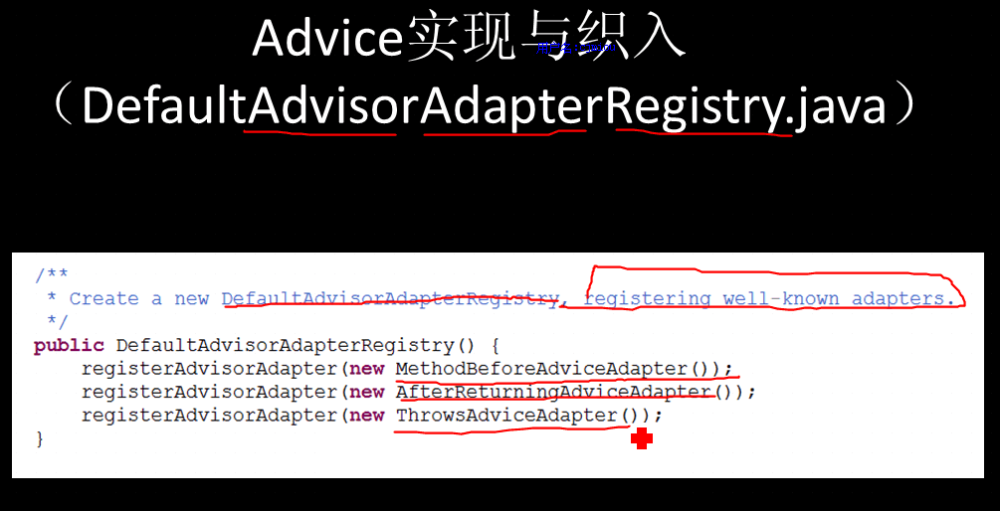 Advice实现与织入
（DefaultAdvisorAdapterRegistry.java）
/**
* Create a new DefaultAdvisorAdapterRegistry, registering well-known adapters.
*/
public DefaultAdvisorAdapterRegistry() {
registerAdvisorAdapter(new MethodBeforeAdviceAdapter());
registerAdvisorAdapter(new AfterReturningAdviceAdapter());
registerAdvisorAdapter(new ThrowsAdviceAdapter());
}